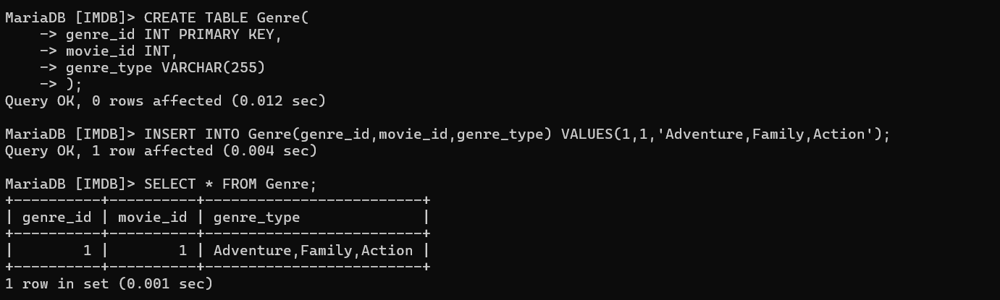 MariaDB [IMDB]> CREATE TABLE Genre(
    -> genre_id INT PRIMARY KEY,
    -> movie_id INT,
    -> genre_type VARCHAR(255)
    -> );
Query OK, 0 rows affected (0.012 sec)

MariaDB [IMDB]> INSERT INTO Genre(genre_id,movie_id,genre_type) VALUES(1,1,'Adventure,Family,Action');
Query OK, 1 row affected (0.004 sec)

MariaDB [IMDB]> SELECT * FROM Genre;
+----------+----------+-------------------------+
| genre_id | movie_id | genre_type              |
+----------+----------+-------------------------+
|        1 |        1 | Adventure,Family,Action |
+----------+----------+-------------------------+
1 row in set (0.001 sec)